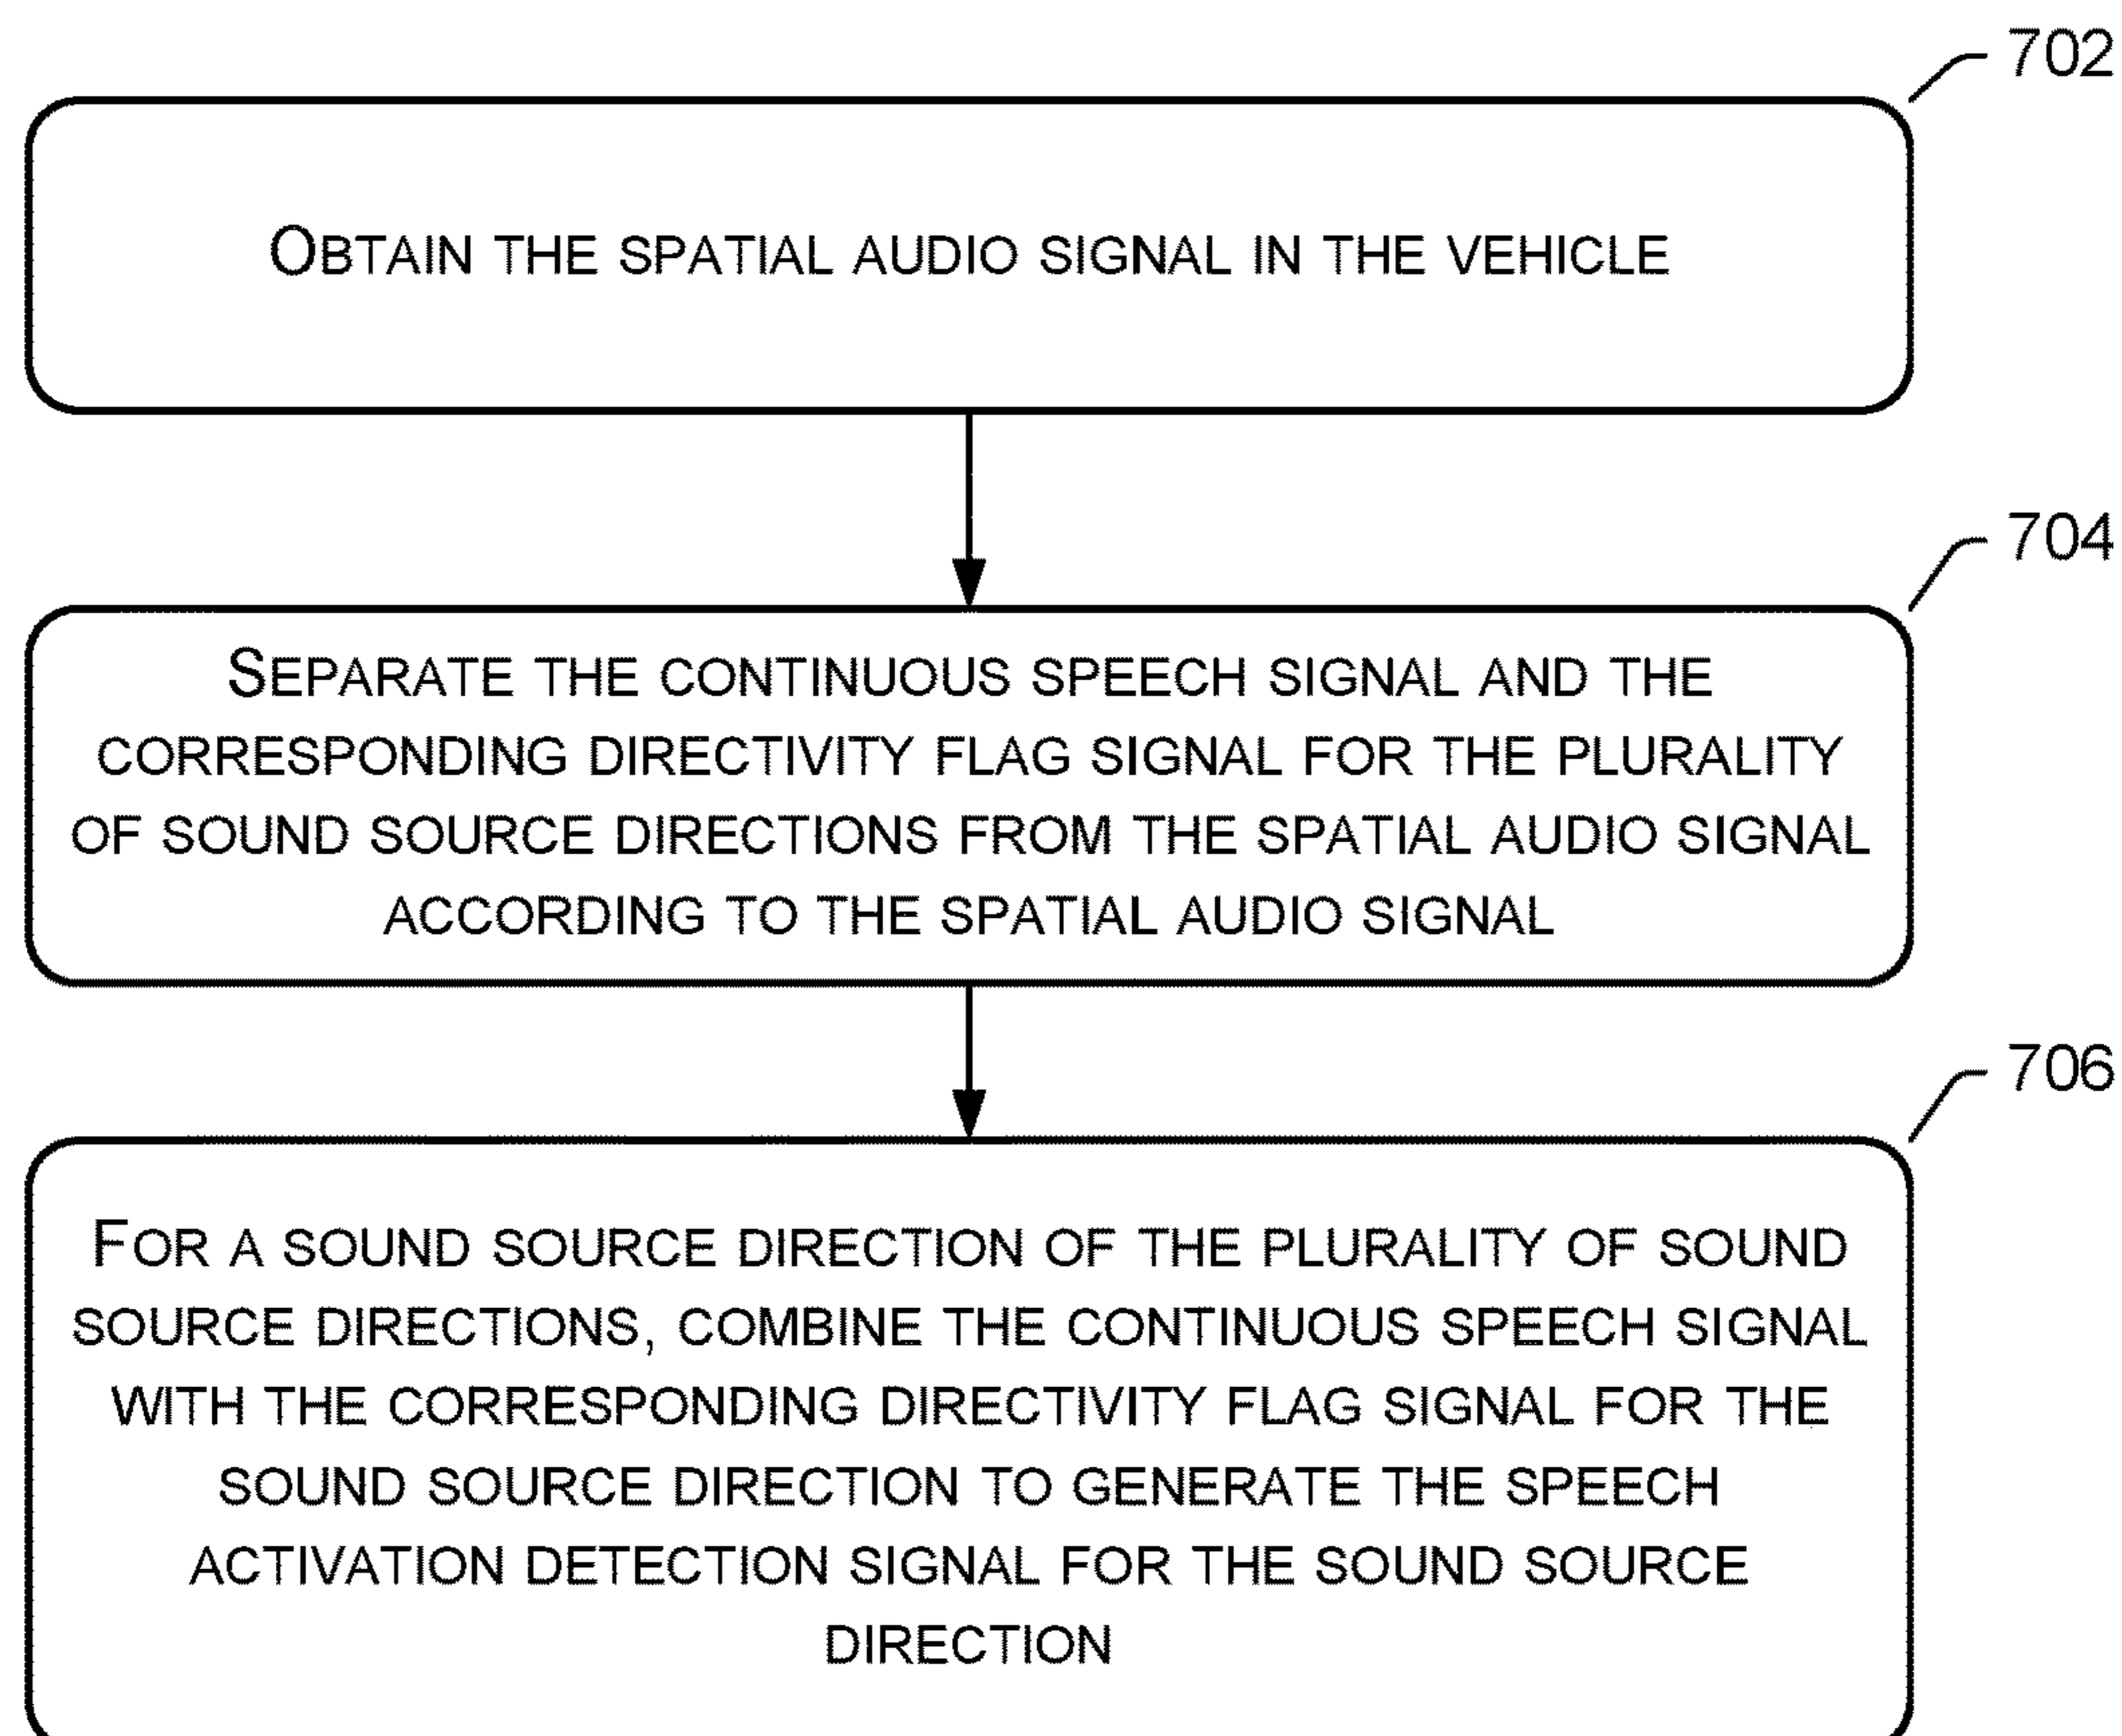 702
OBTAIN THE SPATIAL AUDIO SIGNAL IN THE VEHICLE
704
SEPARATE THE CONTINUOUS SPEECH SIGNAL AND THE
CORRESPONDING DIRECTIVITY FLAG SIGNAL FOR THE PLURALITY
OF SOUND SOURCE DIRECTIONS FROM THE SPATIAL AUDIO SIGNAL
ACCORDING TO THE SPATIAL AUDIO SIGNAL
706
FOR A SOUND SOURCE DIRECTION OF THE PLURALITY OF SOUND
SOURCE DIRECTIONS, COMBINE THE CONTINUOUS SPEECH SIGNAL
WITH THE CORRESPONDING DIRECTIVITY FLAG SIGNAL FOR THE
SOUND SOURCE DIRECTION TO GENERATE THE SPEECH
ACTIVATION DETECTION SIGNAL FOR THE SOUND SOURCE
DIRECTION